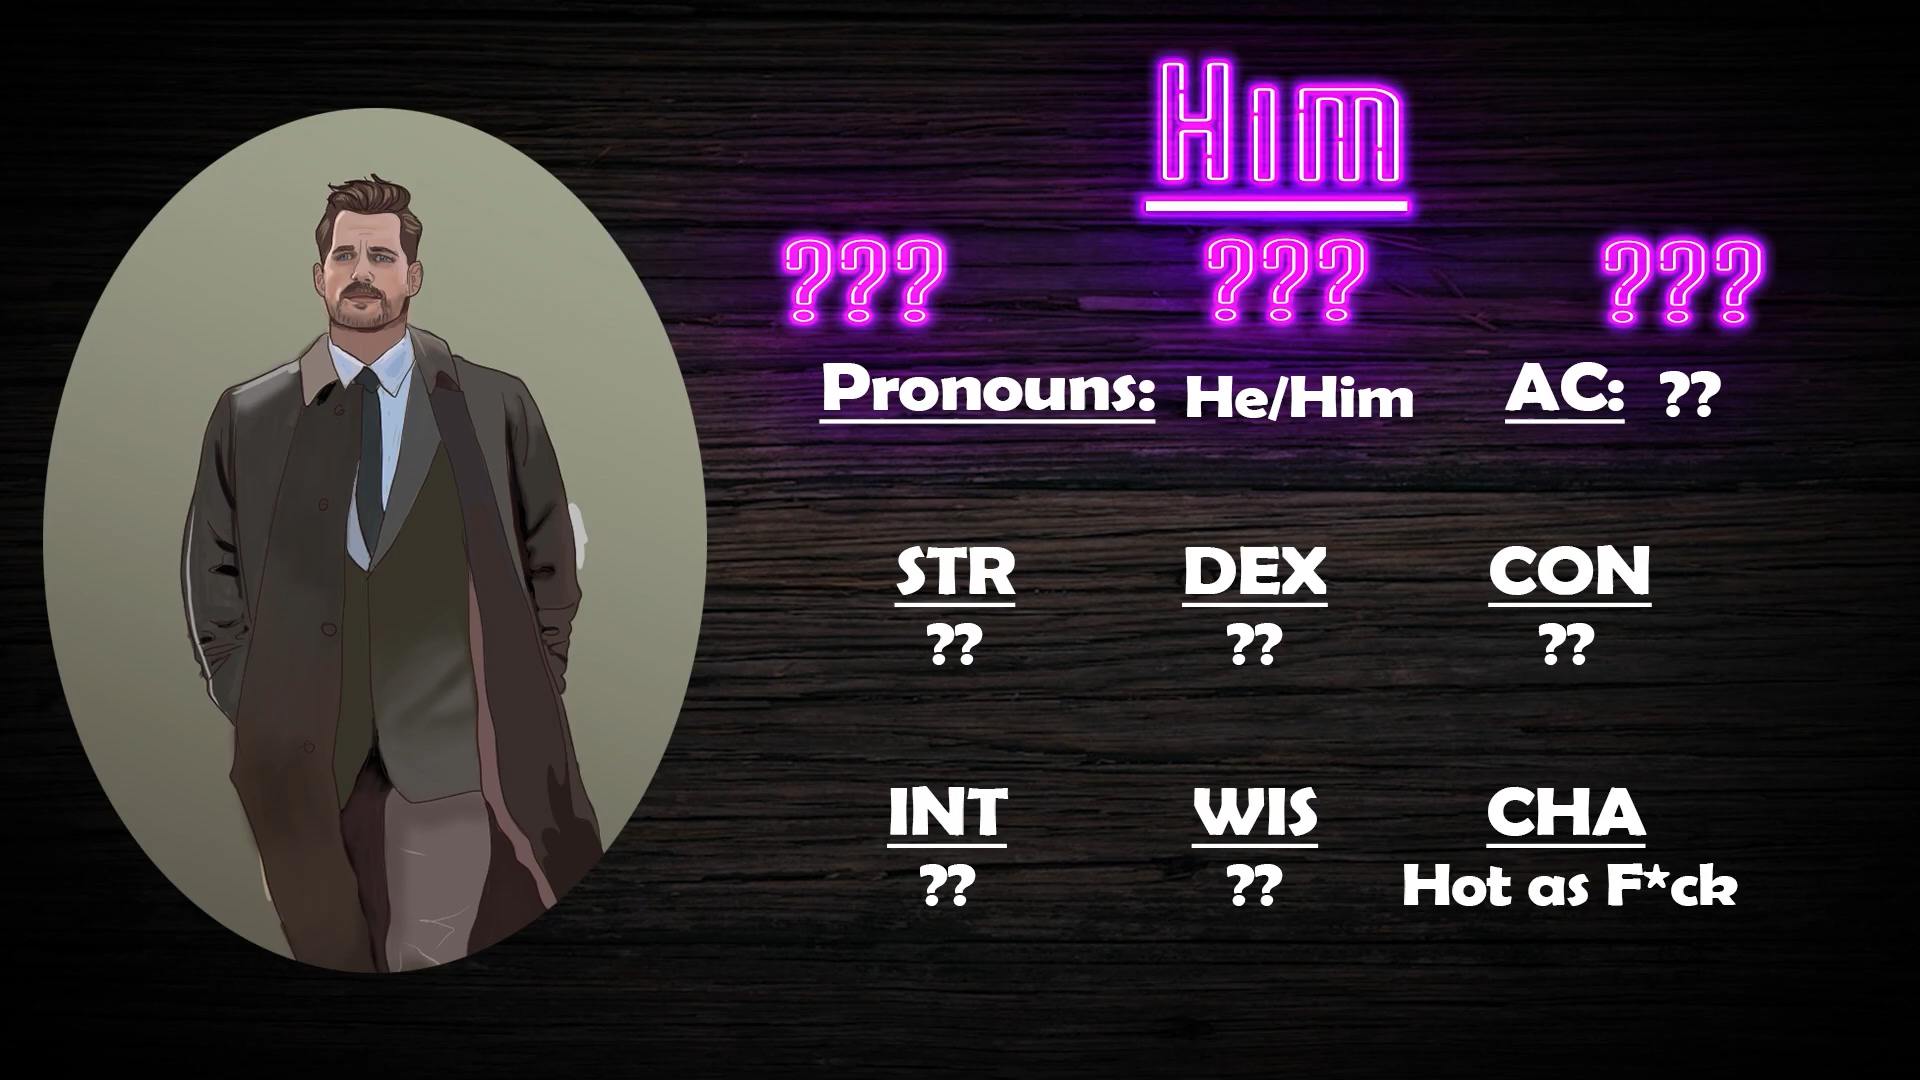 Him
??? ??? ???
Pronouns: He/Him AC: ??
STR DEX CON
?? ?? ??
INT WIS CHA
?? ?? Hot as F*ck